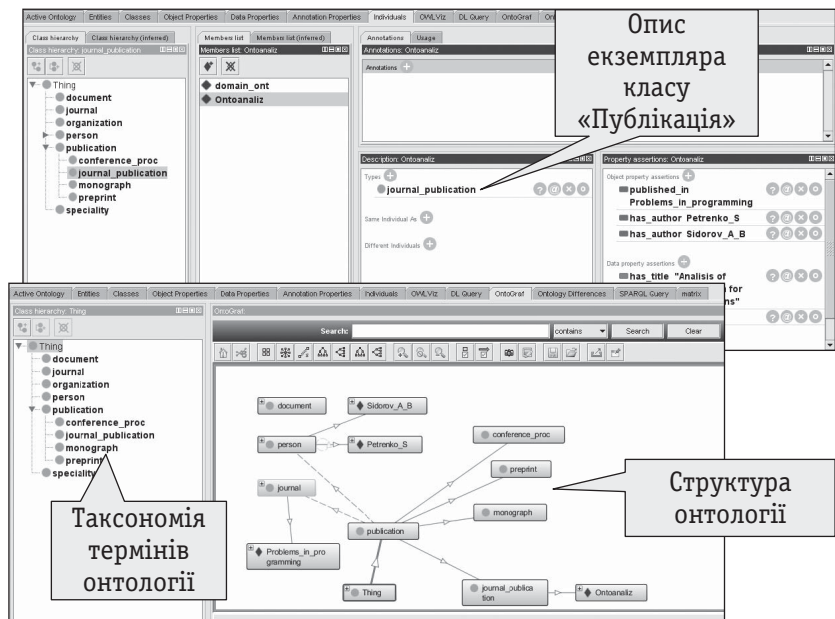 Active Ontology Entities Classes Object Properties Data Properties Annotation Properties Individuals OWLViz DL Query OntoGraf
Class hierarchy Class hierarchy (inferred)
Class hierarchy: journal_publication
Thing
document
journal
organization
person
publication
conference_proc
journal_publication
monograph
preprint
speciality
Members list Members list (inferred)
Members list: Ontoanaliz
domain_ont
Ontoanaliz
Annotations Usage
Annotations: Ontoanaliz
Annotations
Опис
екземпляра
класу
«Публікація»
Description: Ontoanaliz
Types
journal_publication
Same Individual As
Different Individuals
Property assertions: Ontoanaliz
Object property assertions
published_in
Problems_in_programming
has_author Petrenko_S
has_author Sidorov_A_B
Data property assertions
has_title "Analisis of
for
ns"
Active Ontology Entities Classes Object Properties Data Properties Annotation Properties Individuals OWLViz DL Query OntoGraf Ontology Differences SPARQL Query matrix
Class hierarchy: Thing
Thing
document
journal
organization
person
publication
conference_proc
journal_publication
monograph
preprint
speciality
Таксономія
термінів
онтології
OntoGraf:
Search: contains Search Clear
document
Sidorov_A_B
person
Petrenko_S
conference_proc
preprint
journal
monograph
publication
Problems_in_pro
gramming
Thing
journal_publica
tion
Ontoanaliz
Структура
онтології